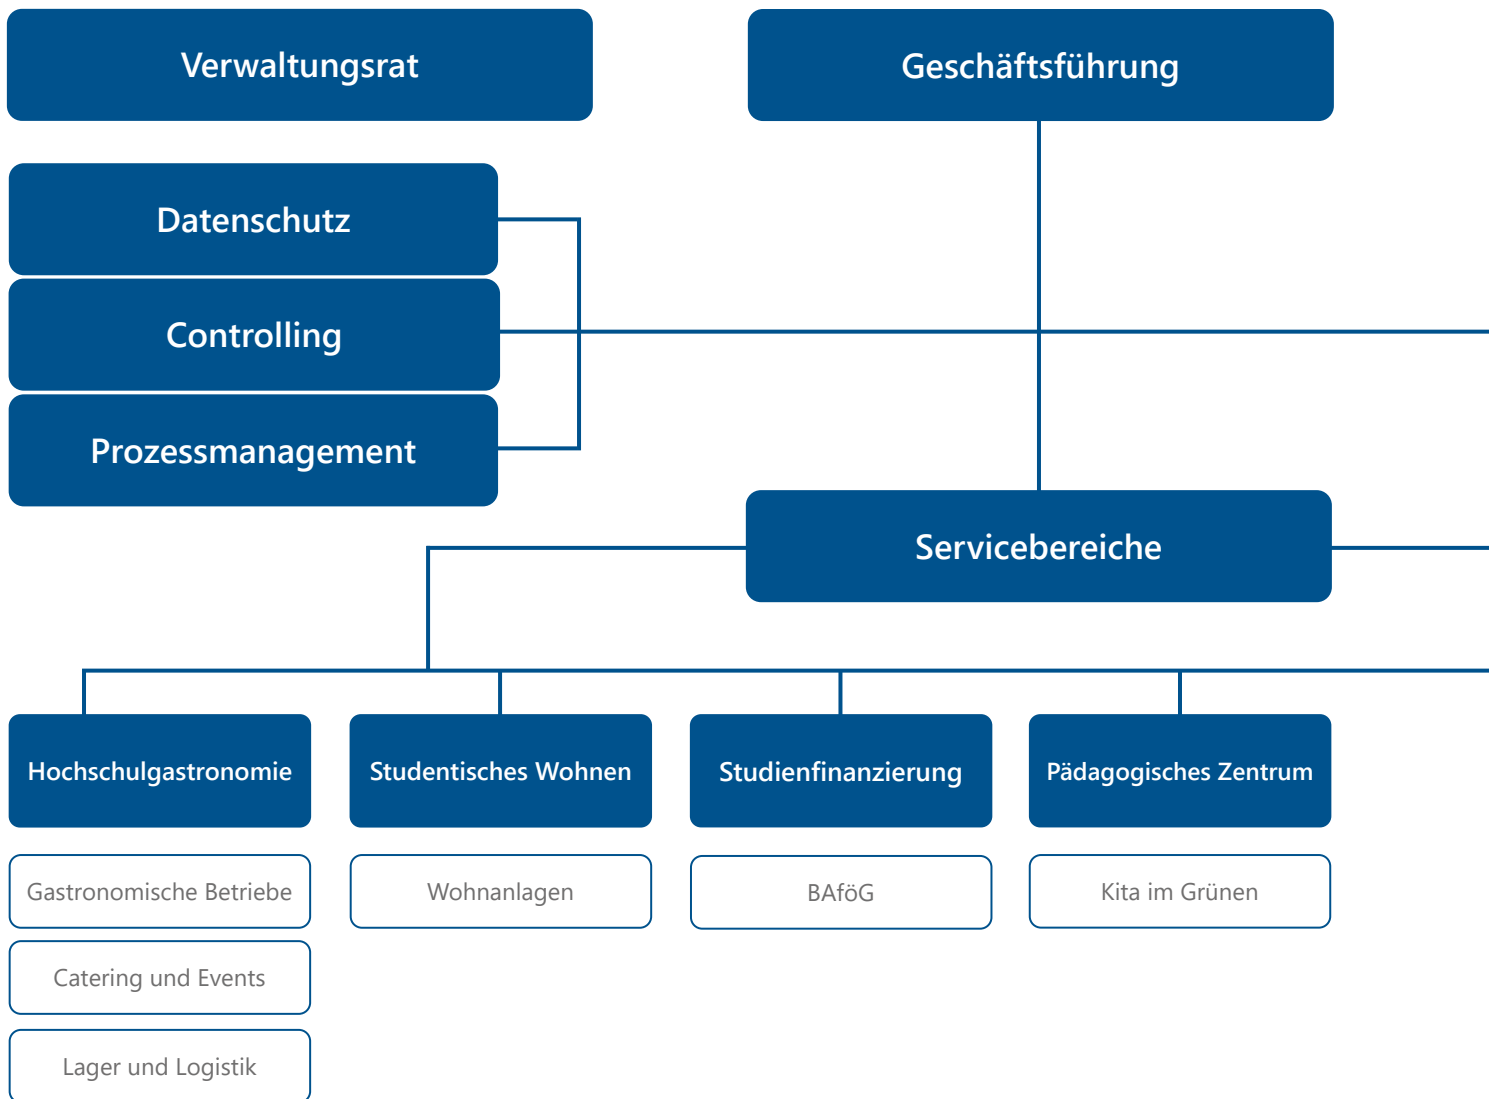 Verwaltungsrat
Geschäftsführung
Datenschutz
Controlling
Prozessmanagement
Servicebereiche
Hochschulgastronomie
Studentisches Wohnen
Studienfinanzierung
Pädagogisches Zentrum
Gastronomische Betriebe
Wohnanlagen
BAföG
Kita im Grünen
Catering und Events
Lager und Logistik